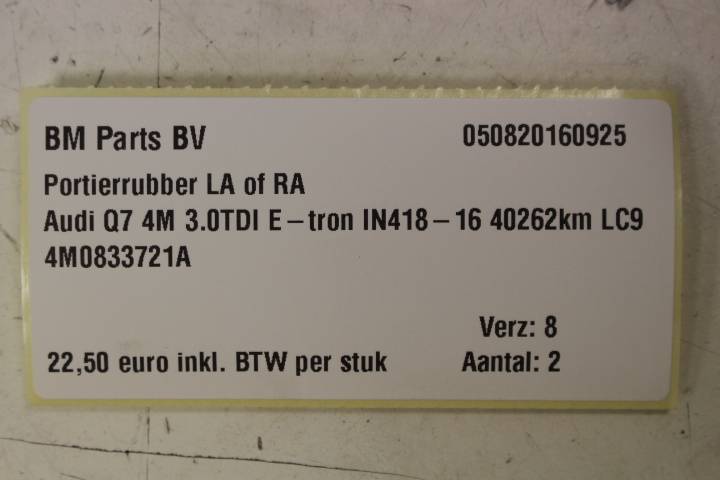 BM Parts BV 050820160925
Portierrubber LA of RA
Audi Q7 4M 3.0TDI E-tron IN418-16 40262km LC9
4M0833721A
Verz: 8
22,50 euro inkl. BTW per stuk Aantal: 2